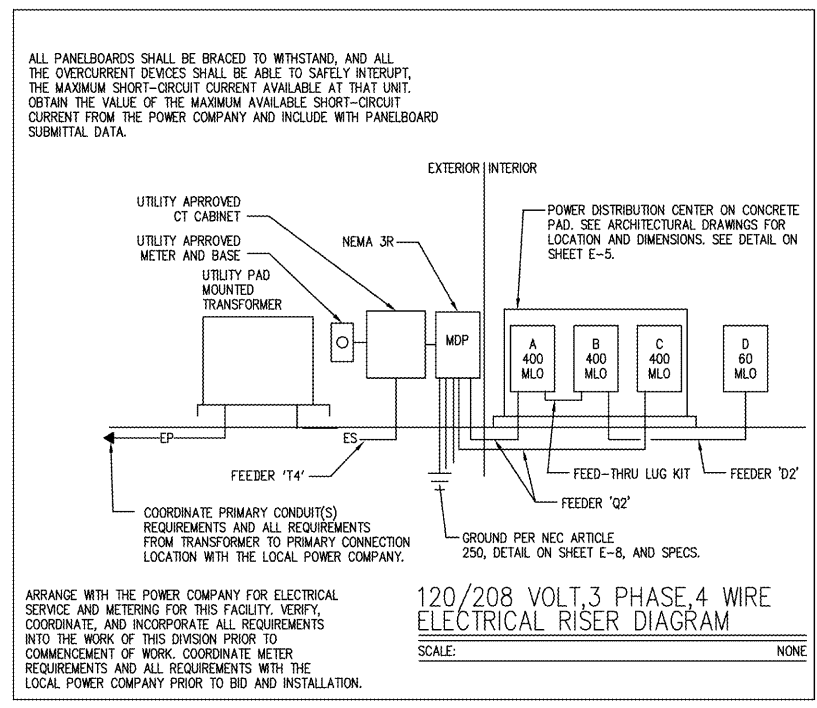 ALL PANELBOARDS SHALL BE BRACED TO WITHSTAND, AND ALL
THE OVERCURRENT DEVICES SHALL BE ABLE TO SAFELY INTERUPT,
THE MAXIMUM SHORT-CIRCUIT CURRENT AVAILABLE AT THAT UNIT.
OBTAIN THE VALUE OF THE MAXIMUM AVAILABLE SHORT-CIRCUIT
CURRENT FROM THE POWER COMPANY AND INCLUDE WITH PANELBOARD
SUBMITTAL DATA.
EXTERIOR INTERIOR
UTILITY APRROVED
CT CABINET
UTILITY APRROVED
METER AND BASE
UTILITY PAD
MOUNTED
TRANSFORMER
NEMA 3R
POWER DISTRIBUTION CENTER ON CONCRETE
PAD. SEE ARCHITECTURAL DRAWINGS FOR
LOCATION AND DIMENSIONS. SEE DETAIL ON
SHEET E-5.
MDP
A
400
MLO
B
400
MLO
C
400
MLO
D
60
MLO
EP
ES
FEEDER 'T4'
FEED-THRU LUG KIT
FEEDER 'D2'
FEEDER 'Q2'
COORDINATE PRIMARY CONDUIT(S)
REQUIREMENTS AND ALL REQUIREMENTS
FROM TRANSFORMER TO PRIMARY CONNECTION
LOCATION WITH THE LOCAL POWER COMPANY.
GROUND PER NEC ARTICLE
250, DETAIL ON SHEET E-8, AND SPECS.
ARRANGE WITH THE POWER COMPANY FOR ELECTRICAL
SERVICE AND METERING FOR THIS FACILITY. VERIFY,
COORDINATE, AND INCORPORATE ALL REQUIREMENTS
INTO THE WORK OF THIS DIVISION PRIOR TO
COMMENCEMENT OF WORK. COORDINATE METER
REQUIREMENTS AND ALL REQUIREMENTS WITH THE
LOCAL POWER COMPANY PRIOR TO BID AND INSTALLATION.
120/208 VOLT,3 PHASE,4 WIRE
ELECTRICAL RISER DIAGRAM
SCALE: NONE